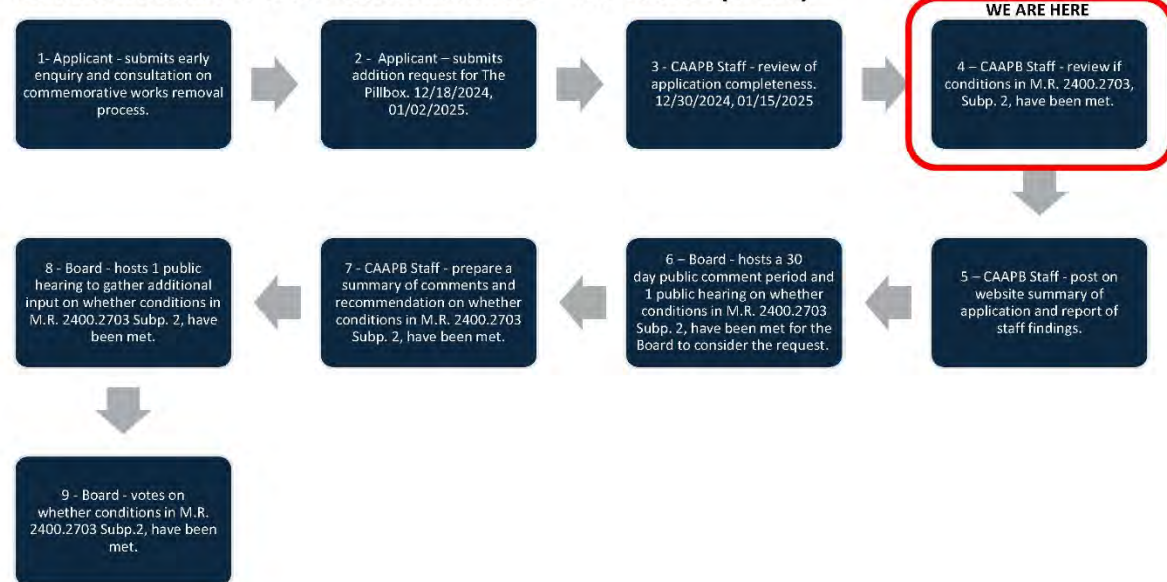 WE ARE HERE
1- Applicant - submits early
enquiry and consultation on
commemorative works removal
process.
2 - Applicant – submits
addition request for The
Pillbox. 12/18/2024,
01/02/2025.
3 - CAAPB Staff - review of
application completeness.
12/30/2024, 01/15/2025
4 – CAAPB Staff - review if
conditions in M.R. 2400.2703,
Subp. 2, have been met.
5 – CAAPB Staff - post on
website summary of
application and report of
staff findings.
6 – Board - hosts a 30
day public comment period and
1 public hearing on whether
conditions in M.R. 2400.2703
Subp. 2, have been met for the
Board to consider the request.
7 - CAAPB Staff - prepare a
summary of comments and
recommendation on whether
conditions in M.R. 2400.2703
Subp. 2, have been met.
8 - Board - hosts 1 public
hearing to gather additional
input on whether conditions in
M.R. 2400.2703 Subp. 2, have
been met.
9 - Board - votes on
whether conditions in M.R.
2400.2703 Subp.2, have been
met.